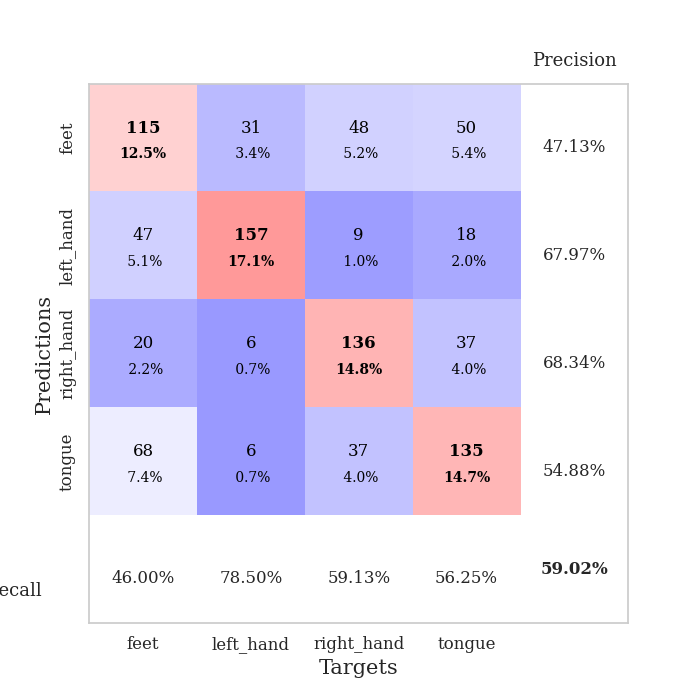 Precision
feet
115 31 48 50
12.5% 3.4% 5.2% 5.4%
47.13%
left_hand
47 157 9 18
5.1% 17.1% 1.0% 2.0%
67.97%
Predictions
right_hand
20 6 136 37
2.2% 0.7% 14.8% 4.0%
68.34%
tongue
68 6 37 135
7.4% 0.7% 4.0% 14.7%
54.88%
ecall
46.00% 78.50% 59.13% 56.25% 59.02%
feet left_hand right_hand tongue
Targets